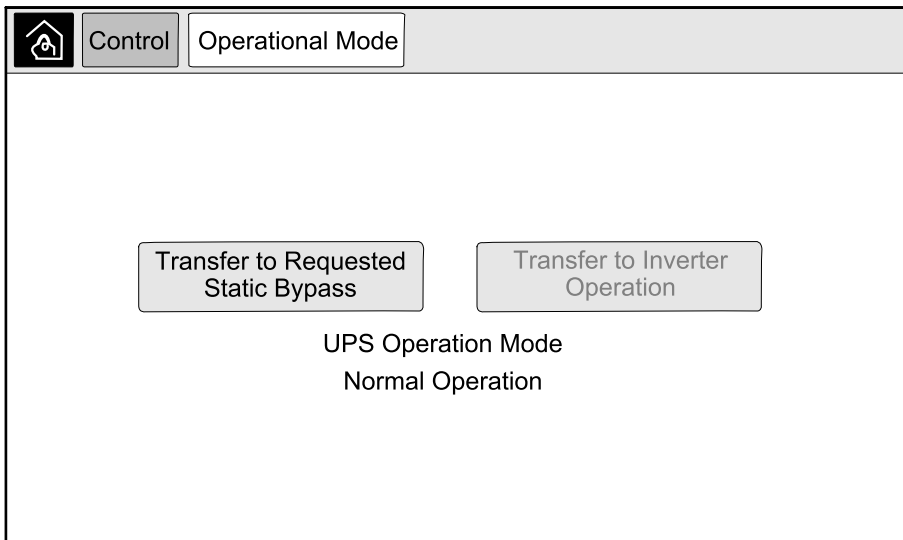 Control
Operational Mode
Transfer to Requested
Static Bypass
Transfer to Inverter
Operation
UPS Operation Mode
Normal Operation